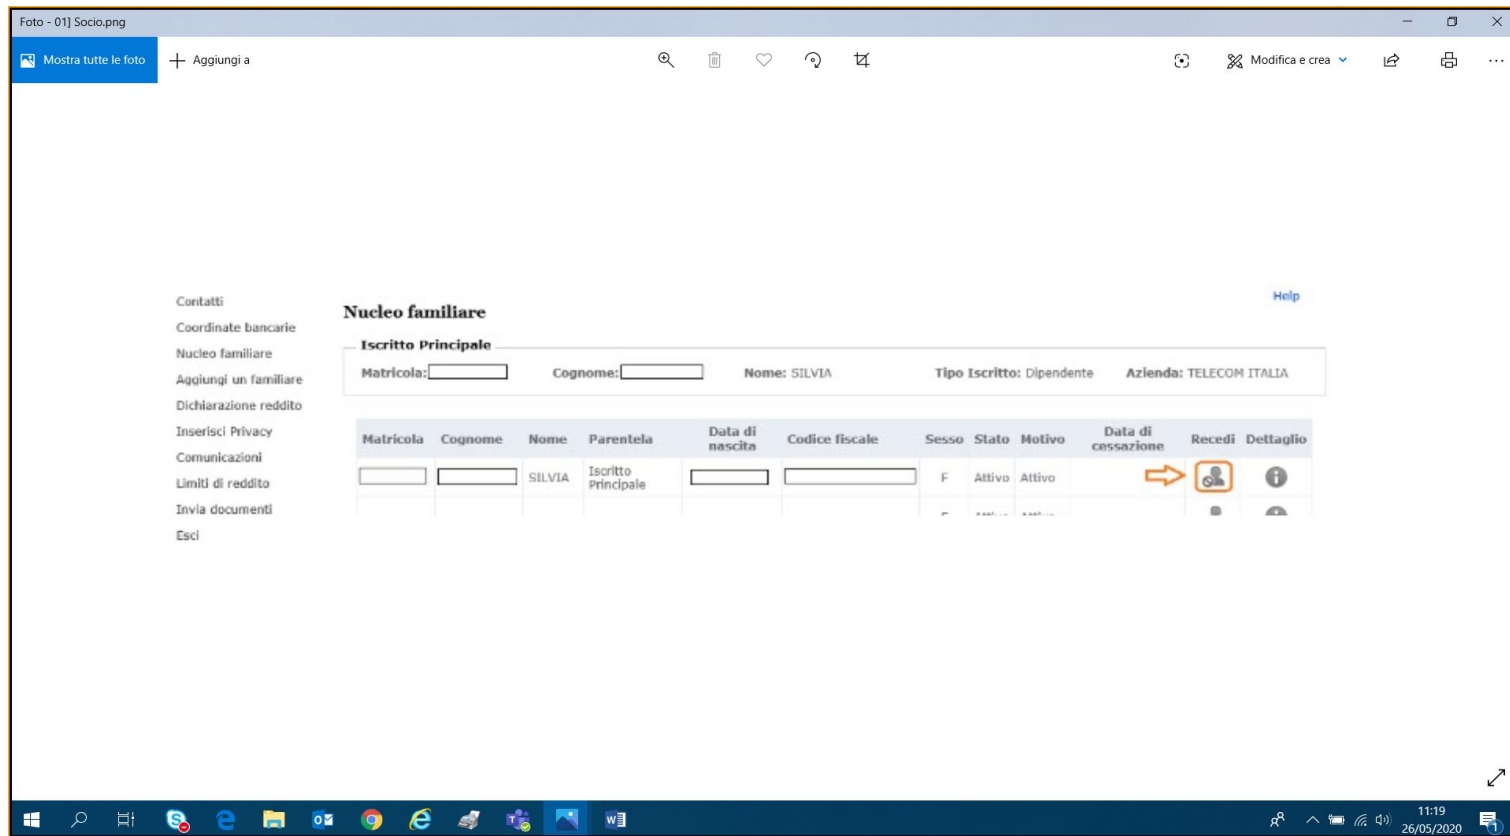 Foto - 01] Socio.png
Mostra tutte le foto
Aggiungi a
Modifica e crea
Help
Contatti
Coordinate bancarie
Nucleo familiare
Aggiungi un familiare
Dichiarazione reddito
Inserisci Privacy
Comunicazioni
Limiti di reddito
Invia documenti
Esci
Nucleo familiare
Iscritto Principale
Matricola: Cognome: Nome: SILVIA Tipo Iscritto: Dipendente Azienda: TELECOM ITALIA
Matricola Cognome Nome Parentela Data di nascita Codice fiscale Sesso Stato Motivo Data di cessazione Recedi Dettaglio
SILVIA Iscritto Principale F Attivo Attivo
11:19
26/05/2020